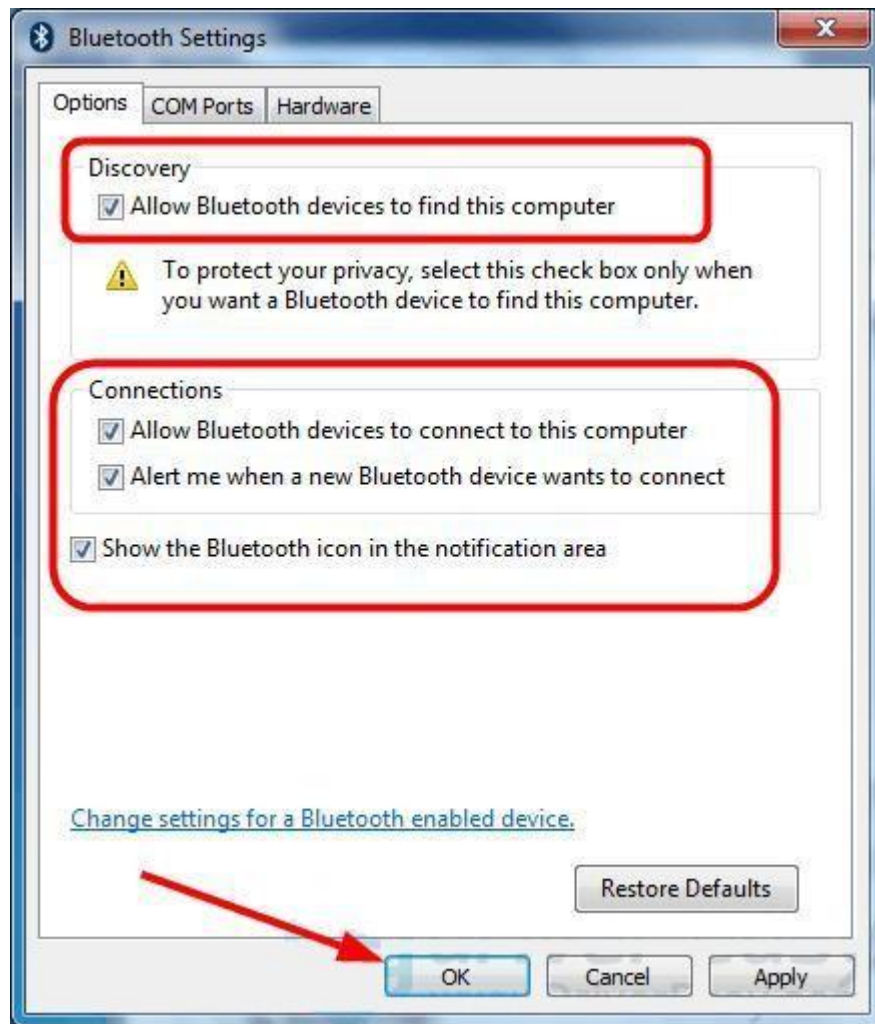 Bluetooth Settings
Options COM Ports Hardware
Discovery
Allow Bluetooth devices to find this computer
To protect your privacy, select this check box only when
you want a Bluetooth device to find this computer.
Connections
Allow Bluetooth devices to connect to this computer
Alert me when a new Bluetooth device wants to connect
Show the Bluetooth icon in the notification area
Change settings for a Bluetooth enabled device.
Restore Defaults
OK Cancel Apply